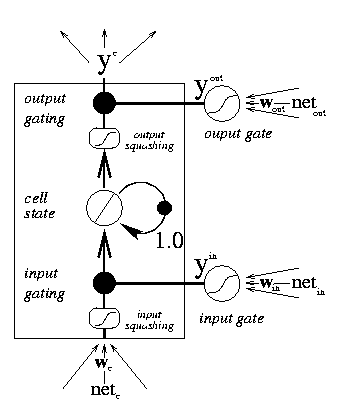 y^c
y^out
output
gating
w_out net_out
output
squashing
ouput gate
cell
state
1.0
y^in
input
gating
w_in net_in
input
squashing
input gate
w_c
net_c